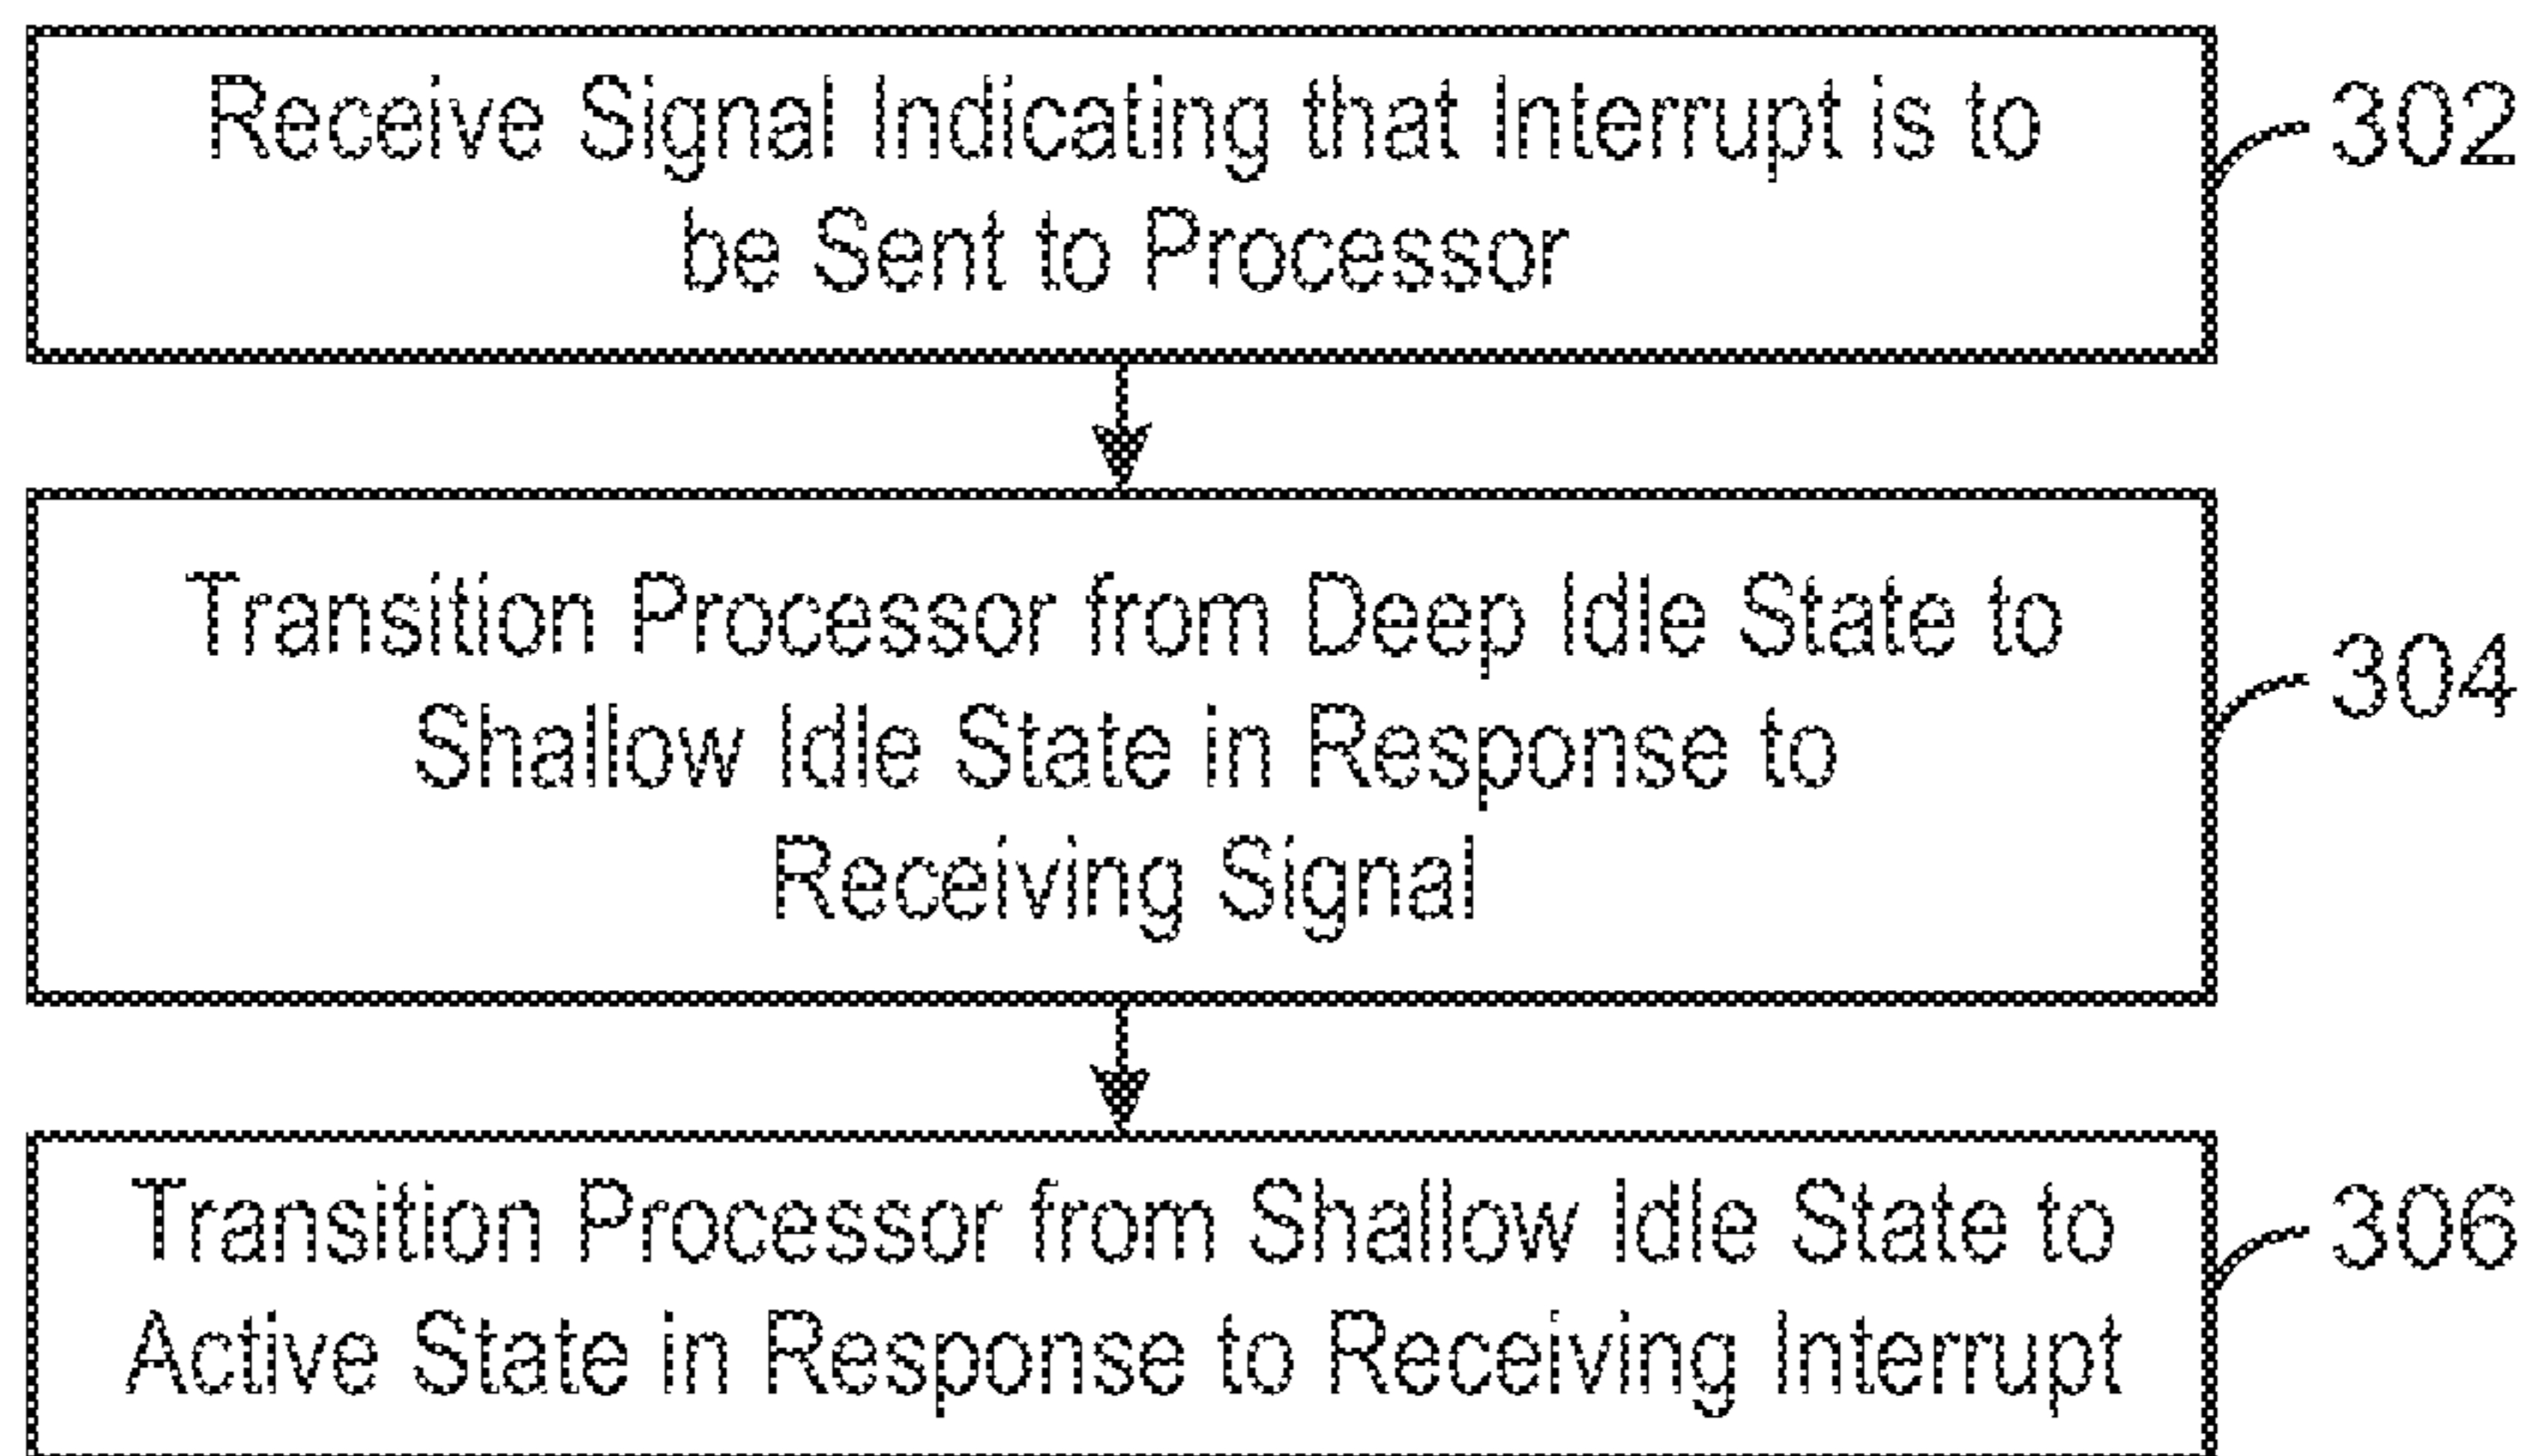 Receive Signal Indicating that Interrupt is to
be Sent to Processor
302
Transition Processor from Deep Idle State to
Shallow Idle State in Response to
Receiving Signal
304
Transition Processor from Shallow Idle State to
Active State in Response to Receiving Interrupt
306